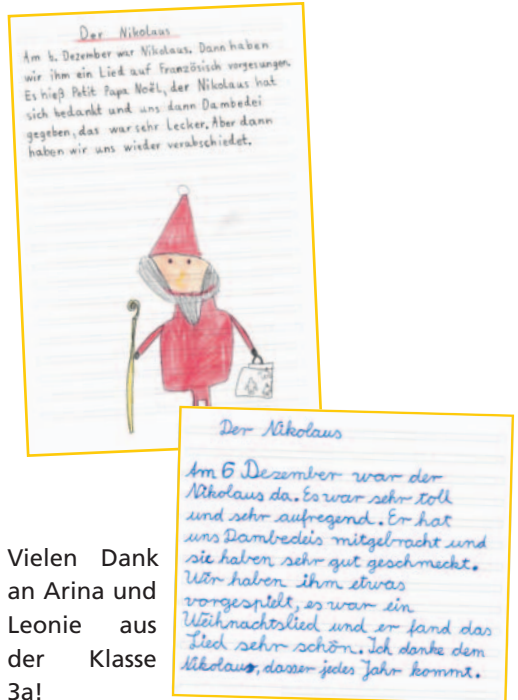 Der Nikolaus
Am 6. Dezember war Nikolaus. Dann haben
wir ihm ein Lied auf Französisch vorgesungen.
Es hieß Petit Papa Noël, der Nikolaus hat
sich bedankt und uns dann Dambedei
gegeben, das war sehr lecker. Aber dann
haben wir uns wieder verabschiedet.
Der Nikolaus
Am 6 Dezember war der
Nikolaus da. Es war sehr toll
und sehr aufregend. Er hat
uns Dambedeis mitgebracht und
sie haben sehr gut geschmeckt.
Wir haben ihm etwas
vorgespielt, es war ein
Weihnachtslied und er fand das
Lied sehr schön. Ich danke dem
Nikolaus, dasser jedes Jahr kommt.
Vielen Dank
an Arina und
Leonie aus
der Klasse
3a!